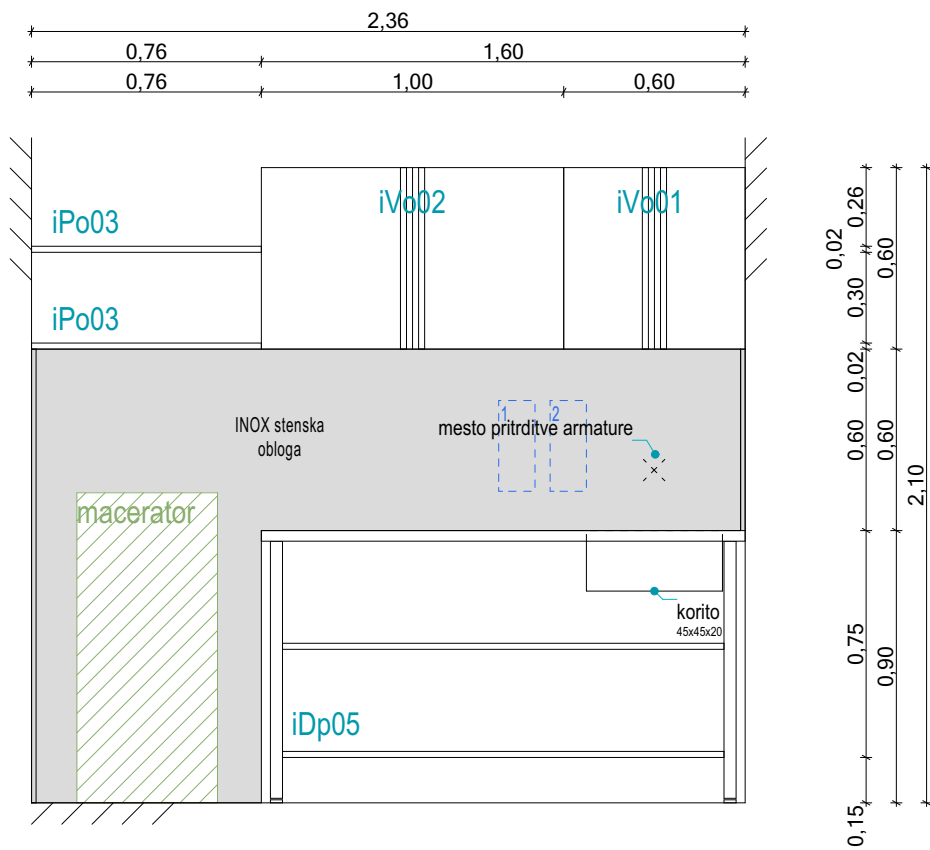 2,36
0,76
1,60
0,76
1,00
0,60
iPo03
iVo02
iVo01
iPo03
INOX stenska
obloga
1
2
mesto pritrditve armature
macerator
korito
45x45x20
iDp05
0,26
0,02
0,60
0,30
0,02
0,60
0,60
2,10
0,75
0,90
0,15